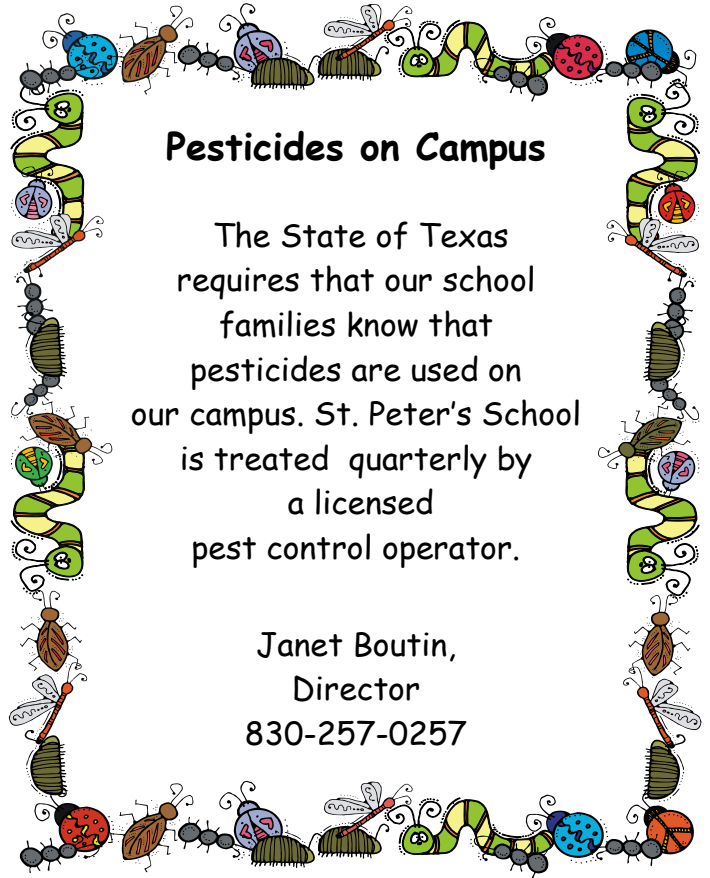 Pesticides on Campus
The State of Texas
requires that our school
families know that
pesticides are used on
our campus. St. Peter’s School
is treated  quarterly by
a licensed
pest control operator.
Janet Boutin,
Director
830-257-0257